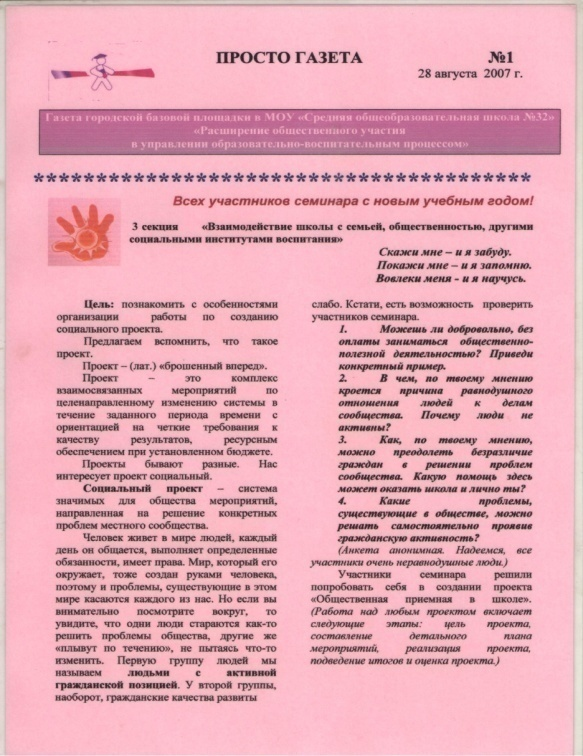 ПРОСТО ГАЗЕТА №1
28 августа 2007 г.
Газета городской базовой площадки в МОУ «Средняя общеобразовательная школа №32»
«Расширение общественного участия
в управлении образовательно-воспитательным процессом»
Всех участников семинара с новым учебным годом!
3 секция «Взаимодействие школы с семьей, общественностью, другими
социальными институтами воспитания»
Скажи мне – и я забуду.
Покажи мне – и я запомню.
Вовлеки меня - и я научусь.
Цель: познакомить с особенностями
организации работы по созданию
социального проекта.
Предлагаем вспомнить, что такое
проект.
Проект – (лат.) «брошенный вперед».
Проект – это комплекс
взаимосвязанных мероприятий по
целенаправленному изменению системы в
течение заданного периода времени с
ориентацией на четкие требования к
качеству результатов, ресурсным
обеспечением при установленном бюджете.
Проекты бывают разные. Нас
интересует проект социальный.
Социальный проект – система
значимых для общества мероприятий,
направленная на решение конкретных
проблем местного сообщества.
Человек живет в мире людей, каждый
день он общается, выполняет определенные
обязанности, имеет права. Мир, который его
окружает, тоже создан руками человека,
поэтому и проблемы, существующие в этом
мире касаются каждого из нас. Но если вы
внимательно посмотрите вокруг, то
увидите, что одни люди стараются как-то
решить проблемы общества, другие же
«плывут по течению», не пытаясь что-то
изменить. Первую группу людей мы
называем людьми с активной
гражданской позицией. У второй группы,
наоборот, гражданские качества развиты
слабо. Кстати, есть возможность проверить
участников семинара.
1. Можешь ли добровольно, без
оплаты заниматься общественно-
полезной деятельностью? Приведи
конкретный пример.
2. В чем, по твоему мнению
кроется причина равнодушного
отношения людей к делам
сообщества. Почему люди не
активны?
3. Как, по твоему мнению,
можно преодолеть безразличие
граждан в решении проблем
сообщества. Какую помощь здесь
может оказать школа и лично ты?
4. Какие проблемы,
существующие в обществе, можно
решать самостоятельно проявив
гражданскую активность?
(Анкета анонимная. Надеемся, все
участники очень неравнодушные люди.)
Участники семинара решили
попробовать себя в создании проекта
«Общественная приемная в школе».
(Работа над любым проектом включает
следующие этапы: цель проекта,
составление детального плана
мероприятий, реализация проекта,
подведение итогов и оценка проекта.)